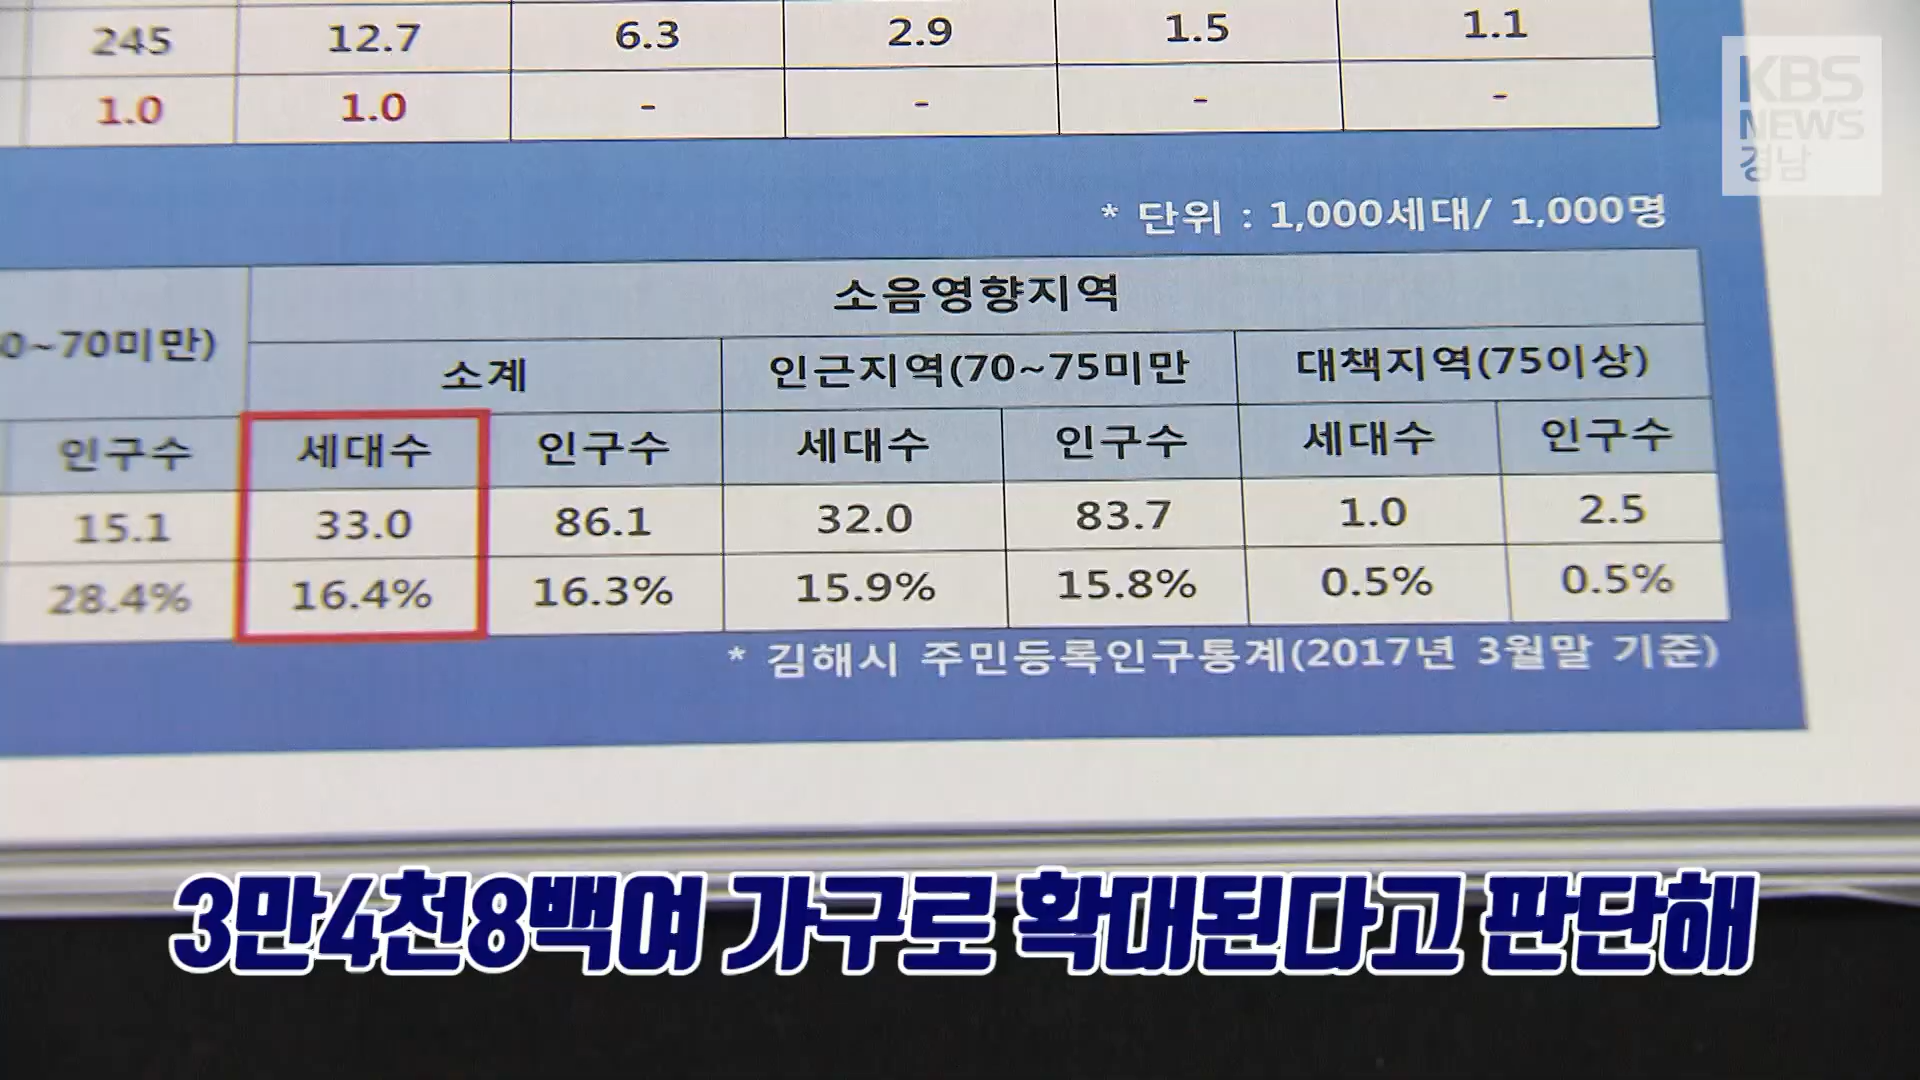 245 12.7 6.3 2.9 1.5 1.1
1.0 1.0 - - - -
KBS
NEWS
경남
* 단위 : 1,000세대/ 1,000명
소음영향지역
0~70미만) 소계 인근지역(70~75미만 대책지역(75이상)
인구수 세대수 인구수 세대수 인구수 세대수 인구수
15.1 33.0 86.1 32.0 83.7 1.0 2.5
28.4% 16.4% 16.3% 15.9% 15.8% 0.5% 0.5%
* 김해시 주민등록인구통계(2017년 3월말 기준)
3만4천8백여 가구로 확대된다고 판단해